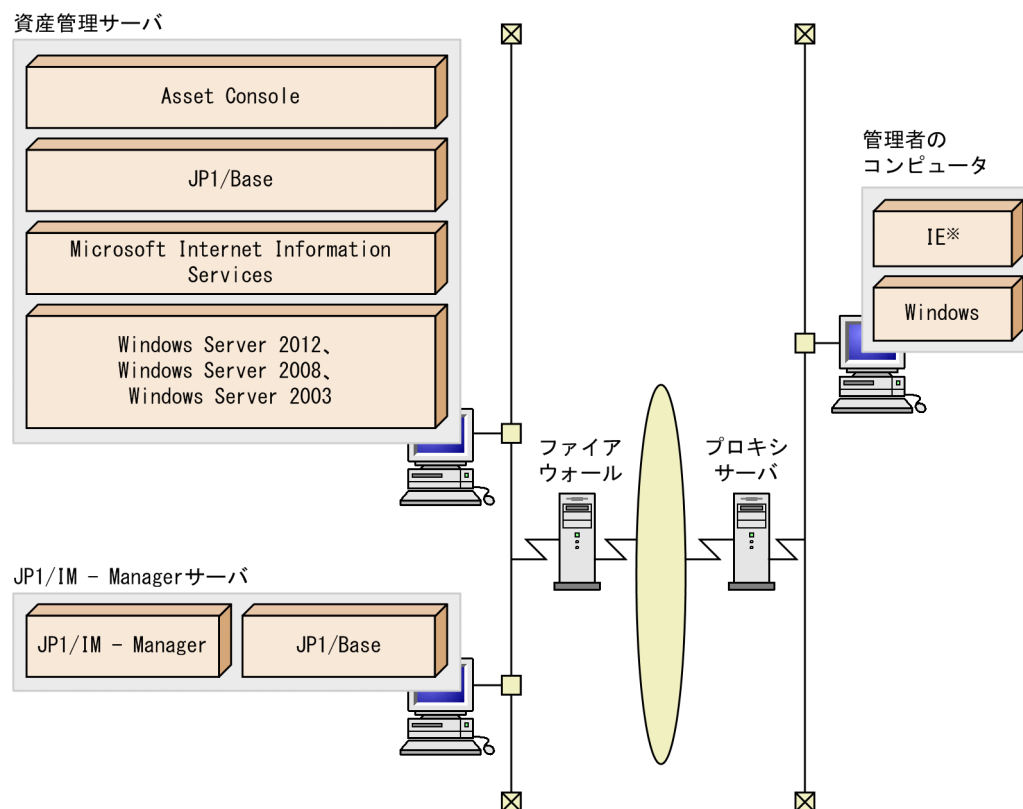 資産管理サーバ
Asset Console
JP1/Base
Microsoft Internet Information
Services
Windows Server 2012、
Windows Server 2008、
Windows Server 2003
管理者の
コンピュータ
IE※
Windows
ファイア
ウォール
プロキシ
サーバ
JP1/IM - Managerサーバ
JP1/IM - Manager
JP1/Base